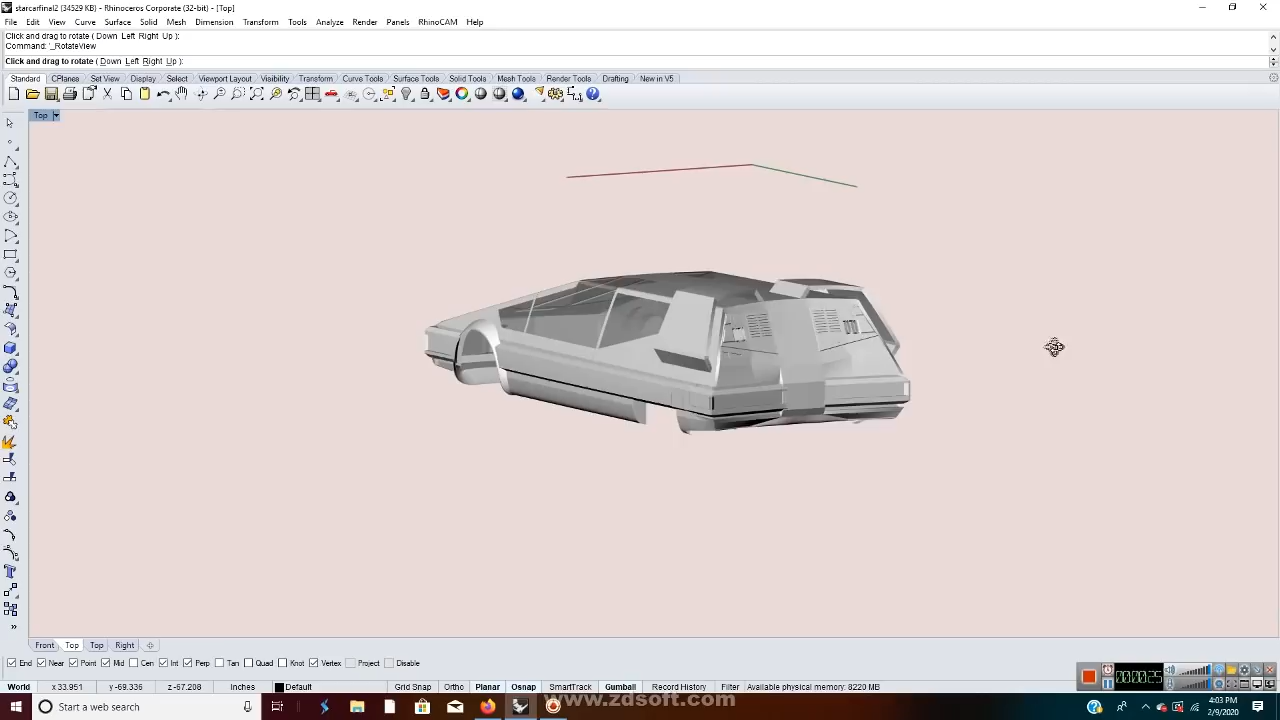 starcarfinal2 (34529 KB) - Rhinoceros Corporate (32-bit) - [Top]
File Edit View Curve Surface Solid Mesh Dimension Transform Tools Analyze Render Panels RhinoCAM Help
Click and drag to rotate ( Down Left Right Up ):
Command: '_RotateView
Click and drag to rotate ( Down Left Right Up ):
Standard CPlanes Set View Display Select Viewport Layout Visibility Transform Curve Tools Surface Tools Solid Tools Mesh Tools Render Tools Drafting New in V5
Top
Front Top Top Right
End Near Point Mid Cen Int Perp Tan Quad Knot Vertex Project Disable
World x 33.951 y -69.336 z -67.208 Inches Default Grid Snap Ortho Planar Osnap SmartTrack Gumball Record History Filter Available physical memory: 8220 MB
00:00:25
Start a web search
www.zdsoft.com
4:03 PM
2/9/2020